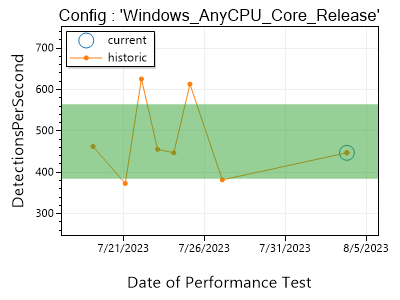 Config : 'Windows_AnyCPU_Core_Release'
current
historic
DetectionsPerSecond
700
600
500
400
300
7/21/2023
7/26/2023
7/31/2023
8/5/2023
Date of Performance Test